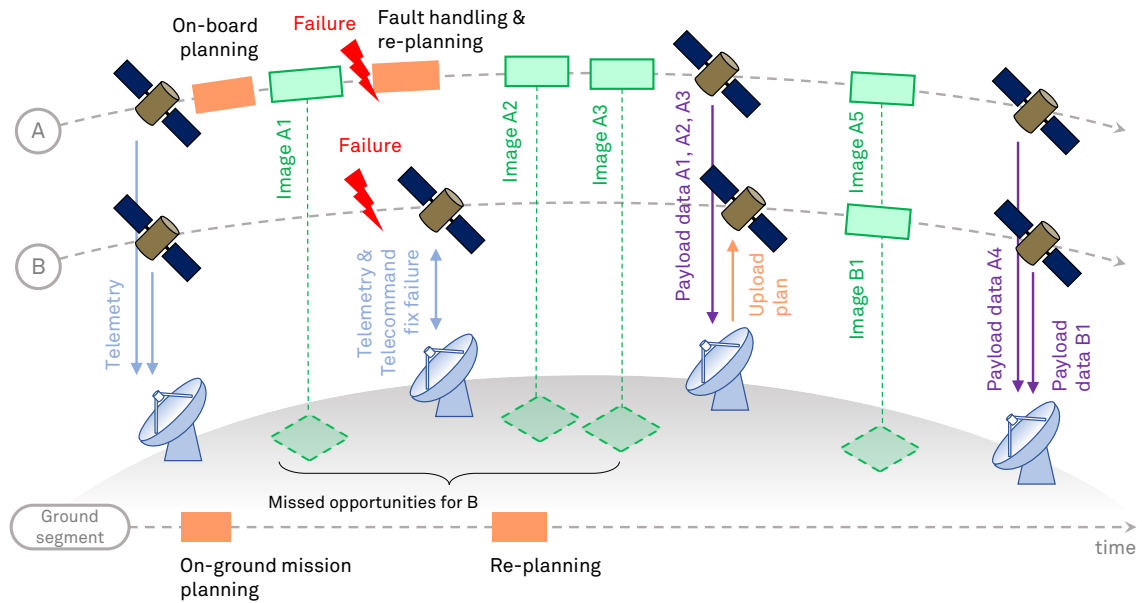 On-board
planning
Failure
Fault handling &
re-planning
A
Image A1
Image A2
Image A3
Payload data A1, A2, A3
Image A5
Failure
B
Telemetry
Telemetry &
Telecommand
fix failure
Upload
plan
Image B1
Payload data A4
Payload
data B1
Missed opportunities for B
Ground
segment
time
On-ground mission
planning
Re-planning